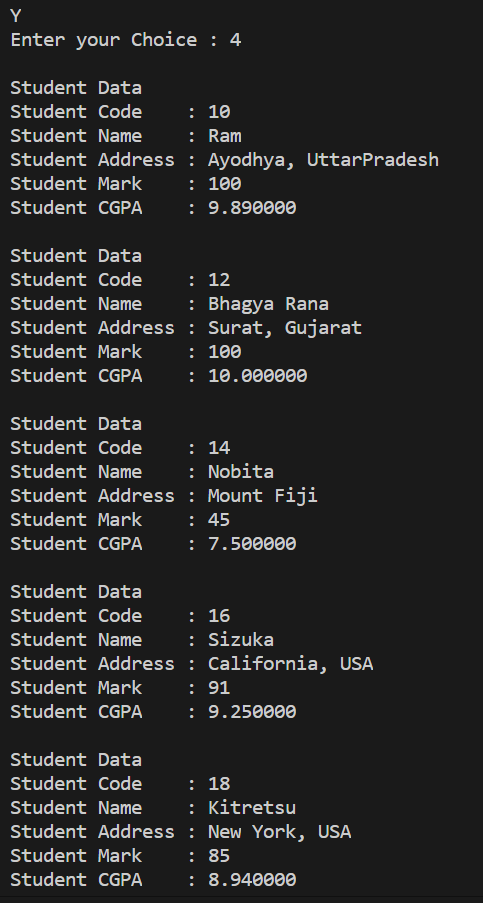 Y
Enter your Choice : 4
Student Data
Student Code    : 10
Student Name    : Ram
Student Address : Ayodhya, UttarPradesh
Student Mark    : 100
Student CGPA    : 9.890000
Student Data
Student Code    : 12
Student Name    : Bhagya Rana
Student Address : Surat, Gujarat
Student Mark    : 100
Student CGPA    : 10.000000
Student Data
Student Code    : 14
Student Name    : Nobita
Student Address : Mount Fiji
Student Mark    : 45
Student CGPA    : 7.500000
Student Data
Student Code    : 16
Student Name    : Sizuka
Student Address : California, USA
Student Mark    : 91
Student CGPA    : 9.250000
Student Data
Student Code    : 18
Student Name    : Kitretsu
Student Address : New York, USA
Student Mark    : 85
Student CGPA    : 8.940000